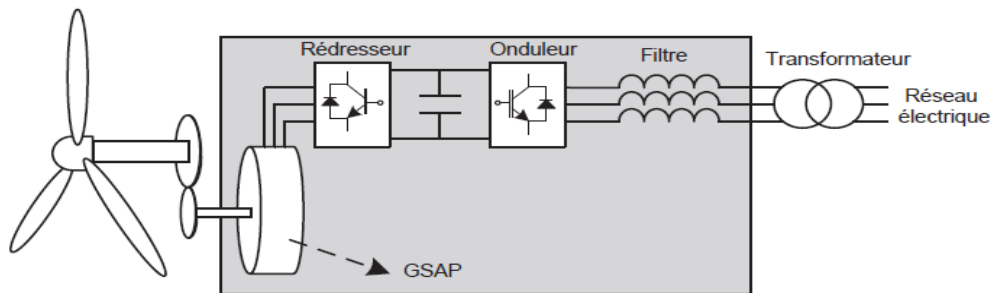 Rédresseur
Onduleur
Filtre
Transformateur
Réseau
électrique
GSAP